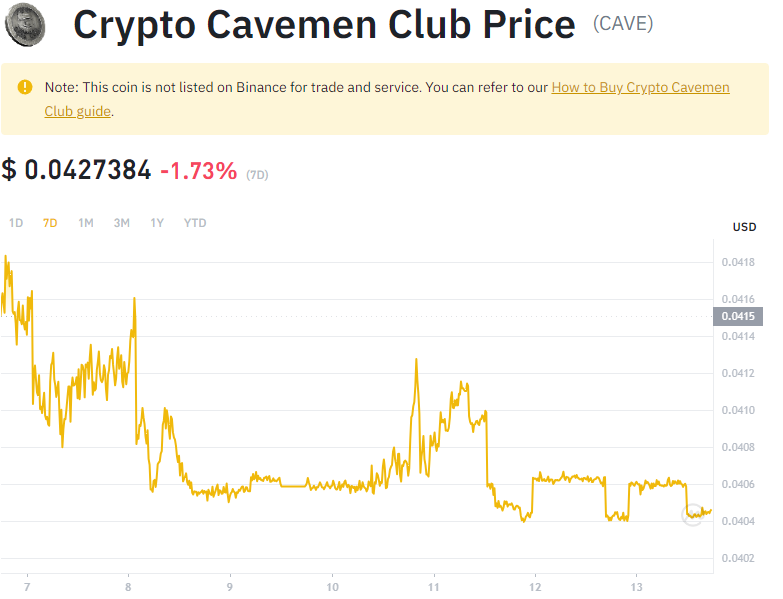 Crypto Cavemen Club Price (CAVE)
Note: This coin is not listed on Binance for trade and service. You can refer to our How to Buy Crypto Cavemen
Club guide.
$ 0.0427384 -1.73% (7D)
1D 7D 1M 3M 1Y YTD
USD
0.0418
0.0416
0.0415
0.0414
0.0412
0.0410
0.0408
0.0406
0.0404
0.0402
7 8 9 10 11 12 13